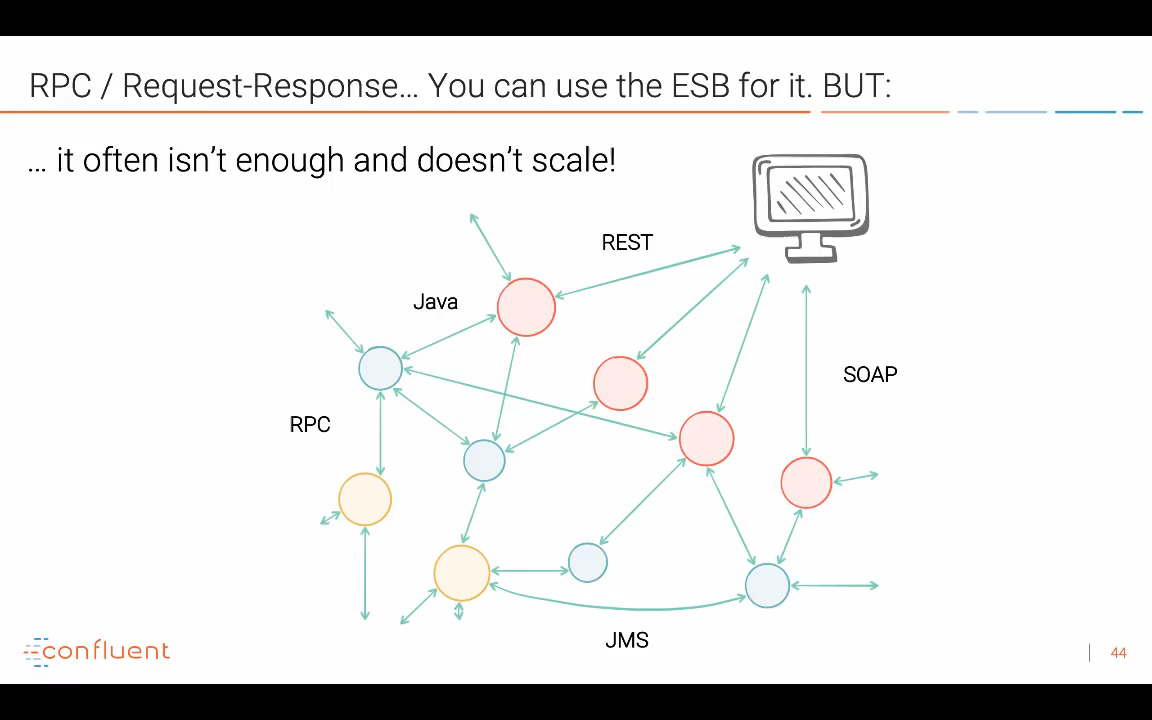 RPC / Request-Response... You can use the ESB for it. BUT:
... it often isn't enough and doesn't scale!
REST
Java
SOAP
RPC
JMS
confluent
44